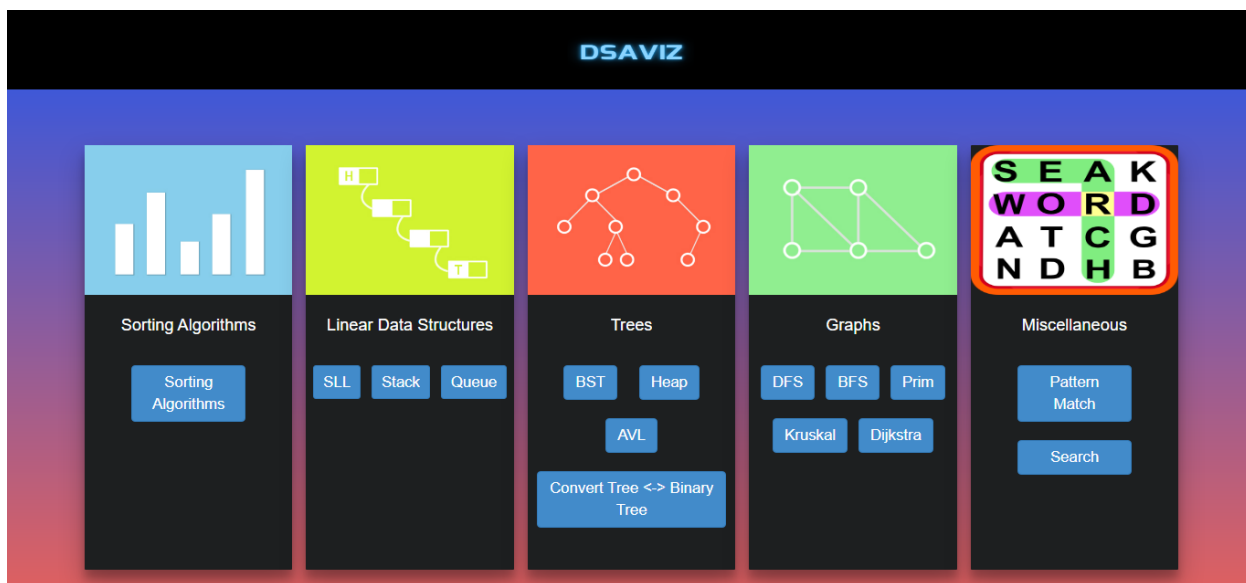 DSAVIZ
H
T
S E A K
W O R D
A T C G
N D H B
Sorting Algorithms
Sorting
Algorithms
Linear Data Structures
SLL Stack Queue
Trees
BST Heap
AVL
Convert Tree <-> Binary
Tree
Graphs
DFS BFS Prim
Kruskal Dijkstra
Miscellaneous
Pattern
Match
Search